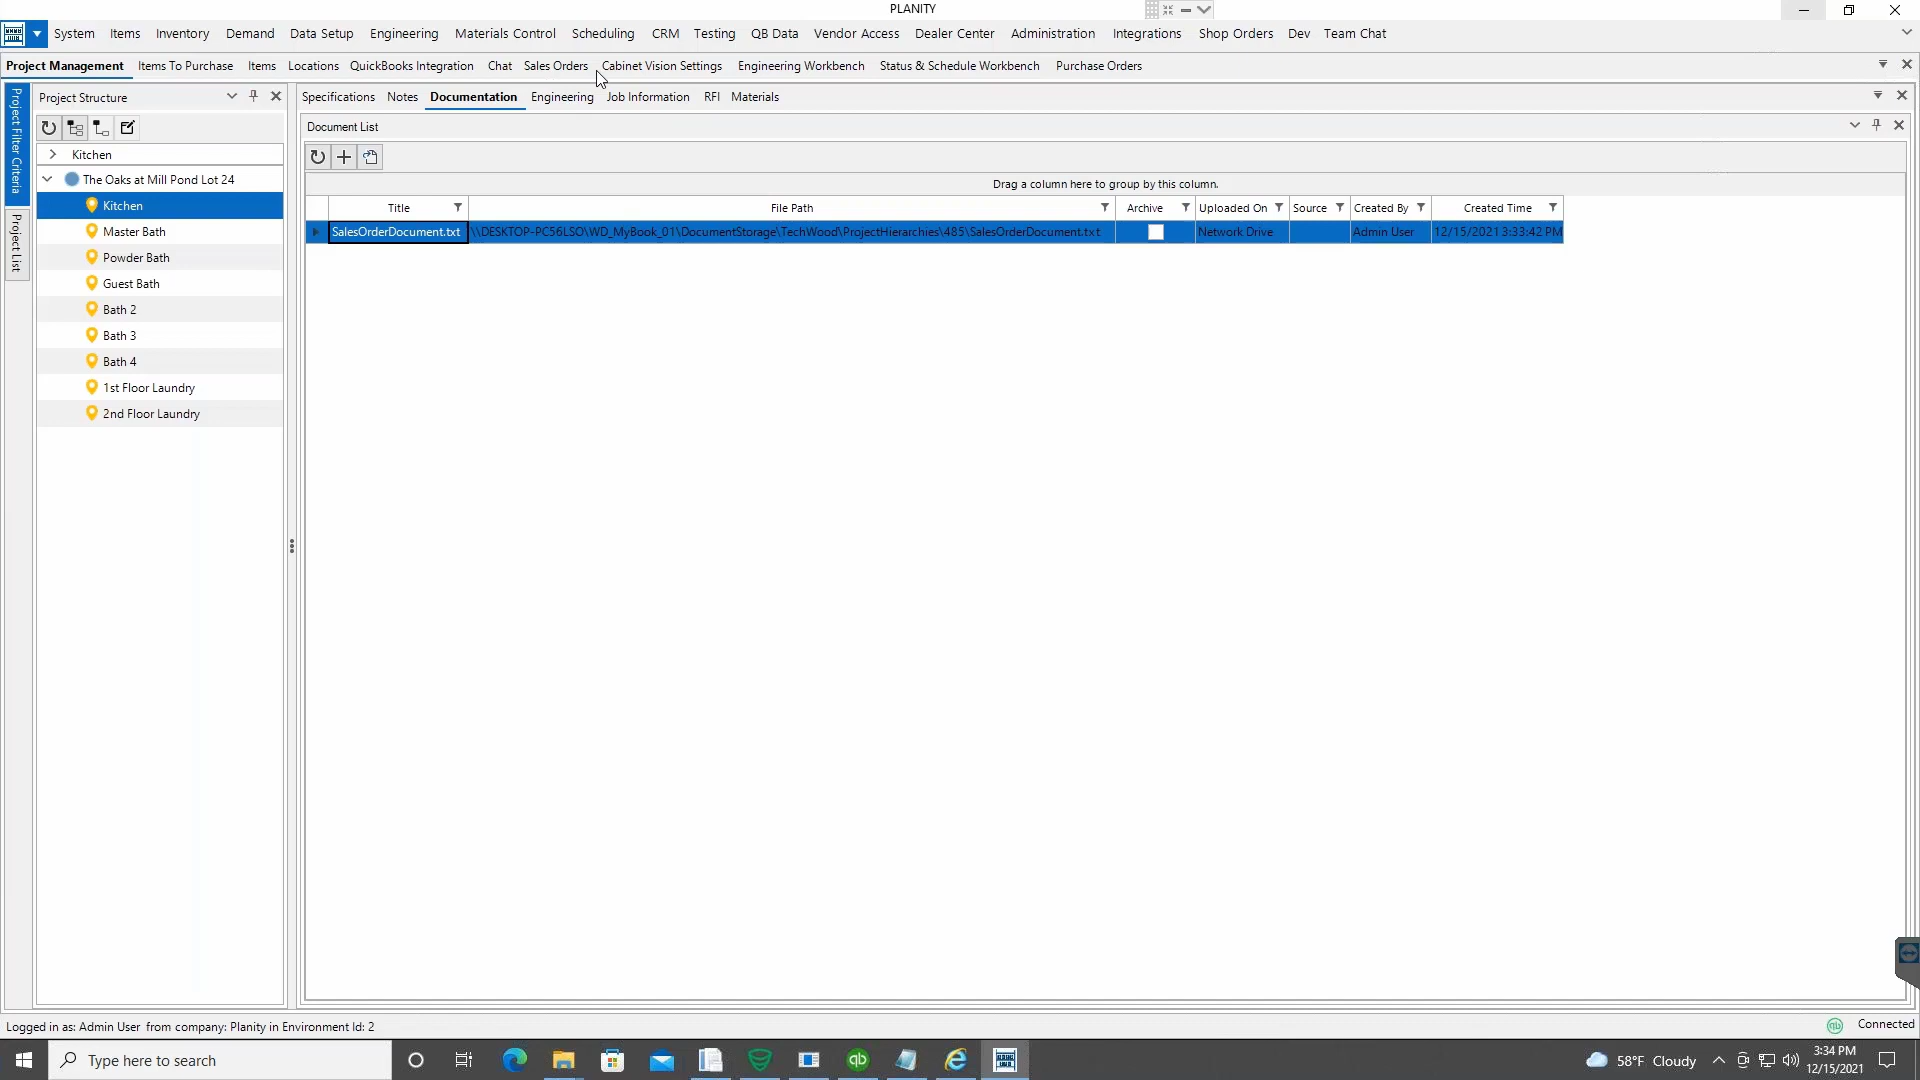 PLANITY
System Items Inventory Demand Data Setup Engineering Materials Control Scheduling CRM Testing QB Data Vendor Access Dealer Center Administration Integrations Shop Orders Dev Team Chat
Project Management Items To Purchase Items Locations QuickBooks Integration Chat Sales Orders Cabinet Vision Settings Engineering Workbench Status & Schedule Workbench Purchase Orders
Project Filter Criteria
Project List
Project Structure
Kitchen
The Oaks at Mill Pond Lot 24
Kitchen
Master Bath
Powder Bath
Guest Bath
Bath 2
Bath 3
Bath 4
1st Floor Laundry
2nd Floor Laundry
Specifications Notes Documentation Engineering Job Information RFI Materials
Document List
Drag a column here to group by this column.
Title File Path Archive Uploaded On Source Created By Created Time
SalesOrderDocument.txt \\DESKTOP-PC56LSO\WD_MyBook_01\DocumentStorage\TechWood\ProjectHierarchies\485\SalesOrderDocument.txt Network Drive Admin User 12/15/2021 3:33:42 PM
Logged in as: Admin User from company: Planity in Environment Id: 2
qb Connected
Type here to search
qb
58°F Cloudy
3:34 PM
12/15/2021